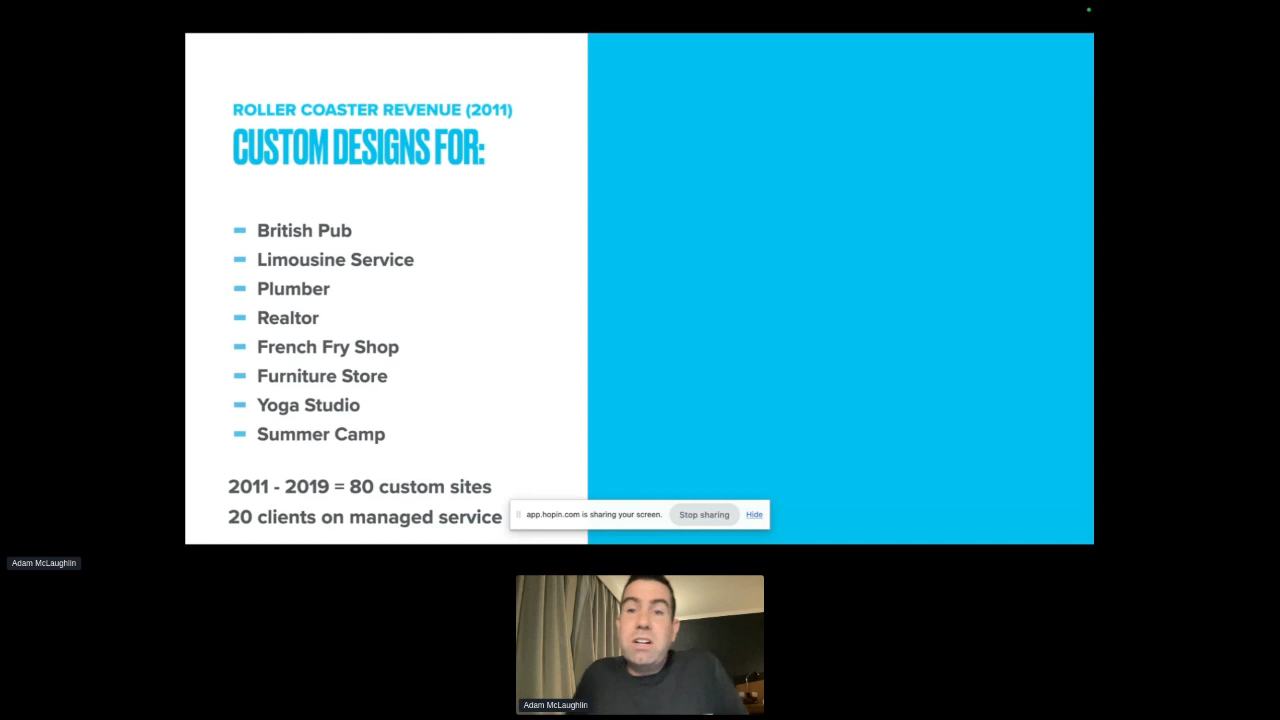 ROLLER COASTER REVENUE (2011)
CUSTOM DESIGNS FOR:
British Pub
Limousine Service
Plumber
Realtor
French Fry Shop
Furniture Store
Yoga Studio
Summer Camp
2011 - 2019 = 80 custom sites
20 clients on managed service
app.hopin.com is sharing your screen. Stop sharing Hide
Adam McLaughlin
Adam McLaughlin